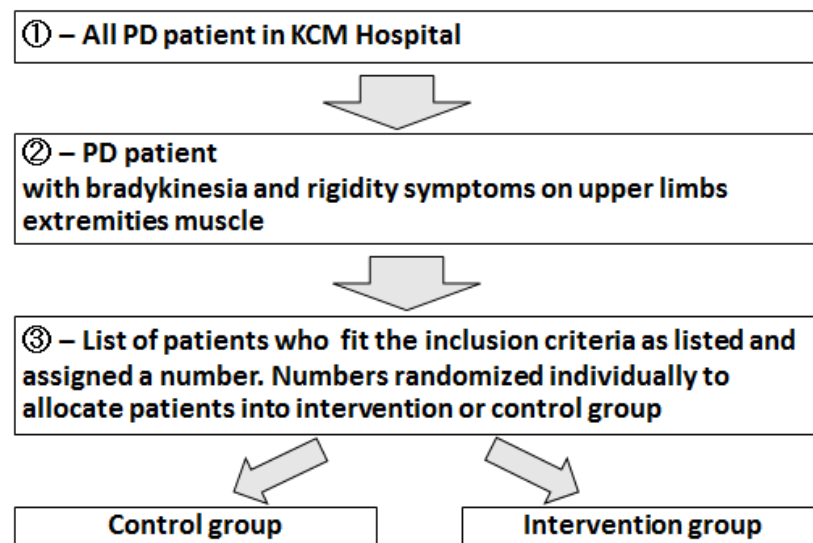 ① – All PD patient in KCM Hospital
② – PD patient
with bradykinesia and rigidity symptoms on upper limbs
extremities muscle
③ – List of patients who fit the inclusion criteria as listed and
assigned a number. Numbers randomized individually to
allocate patients into intervention or control group
Control group
Intervention group